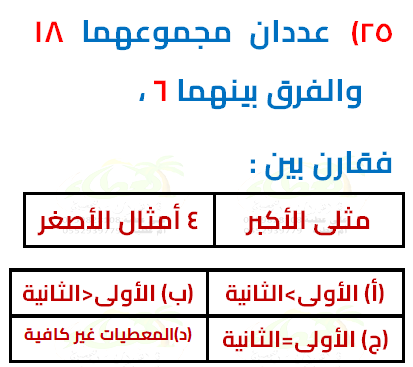 ٢٥) عددان مجموعهما ١٨
والفرق بينهما ٦ ،
فقارن بين :
مثلى الأكبر ٤ أمثال الأصغر
(أ) الأولى>الثانية (ب) الأولى<الثانية
(ج) الأولى=الثانية (د)المعطيات غير كافية